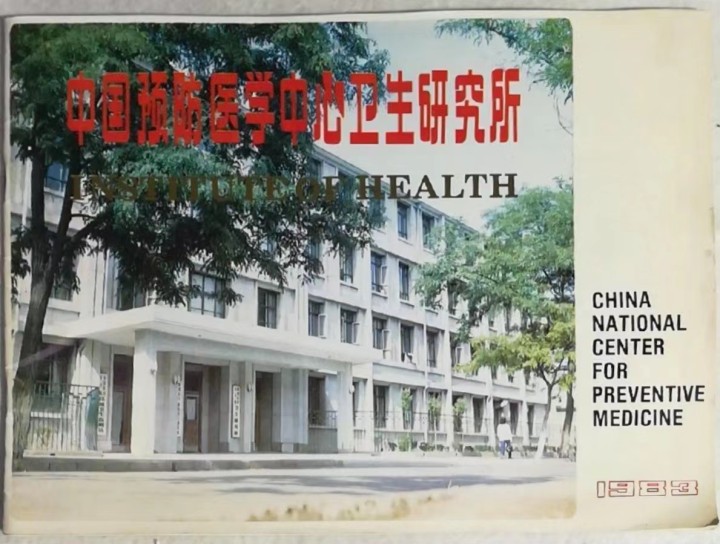 中国预防医学中心卫生研究所
INSTITUTE OF HEALTH
CHINA
NATIONAL
CENTER
FOR
PREVENTIVE
MEDICINE
1983